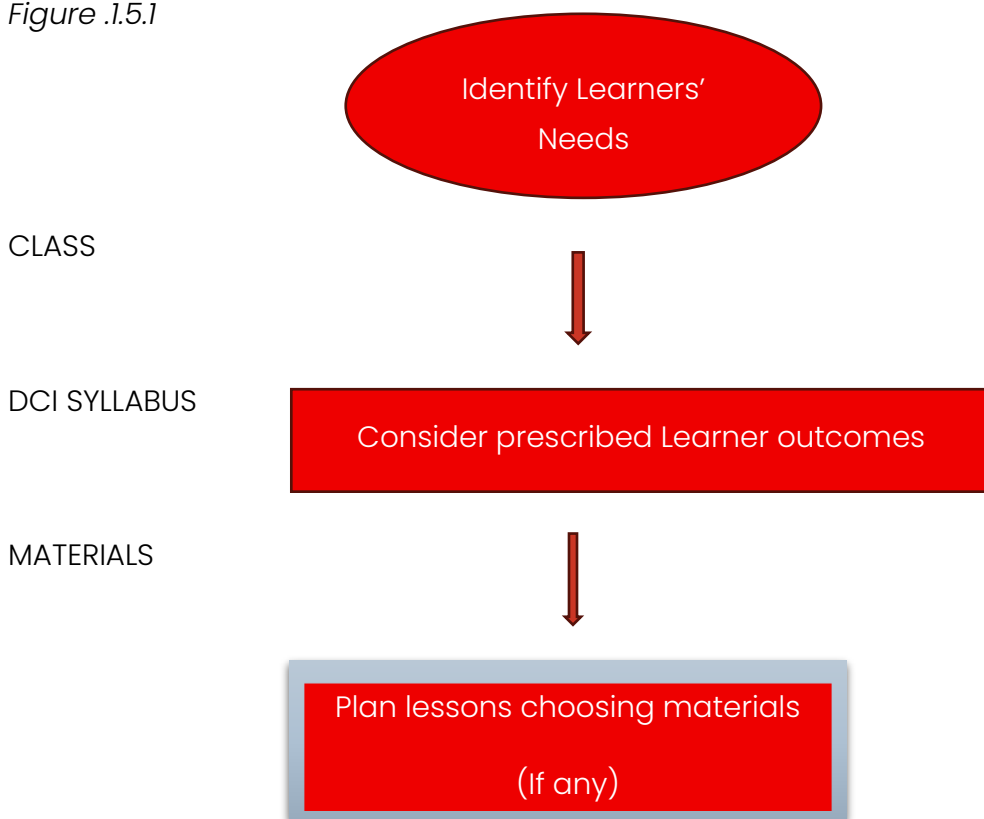 Figure .1.5.1
Identify Learners’
Needs
CLASS
DCI SYLLABUS
Consider prescribed Learner outcomes
MATERIALS
Plan lessons choosing materials
(If any)